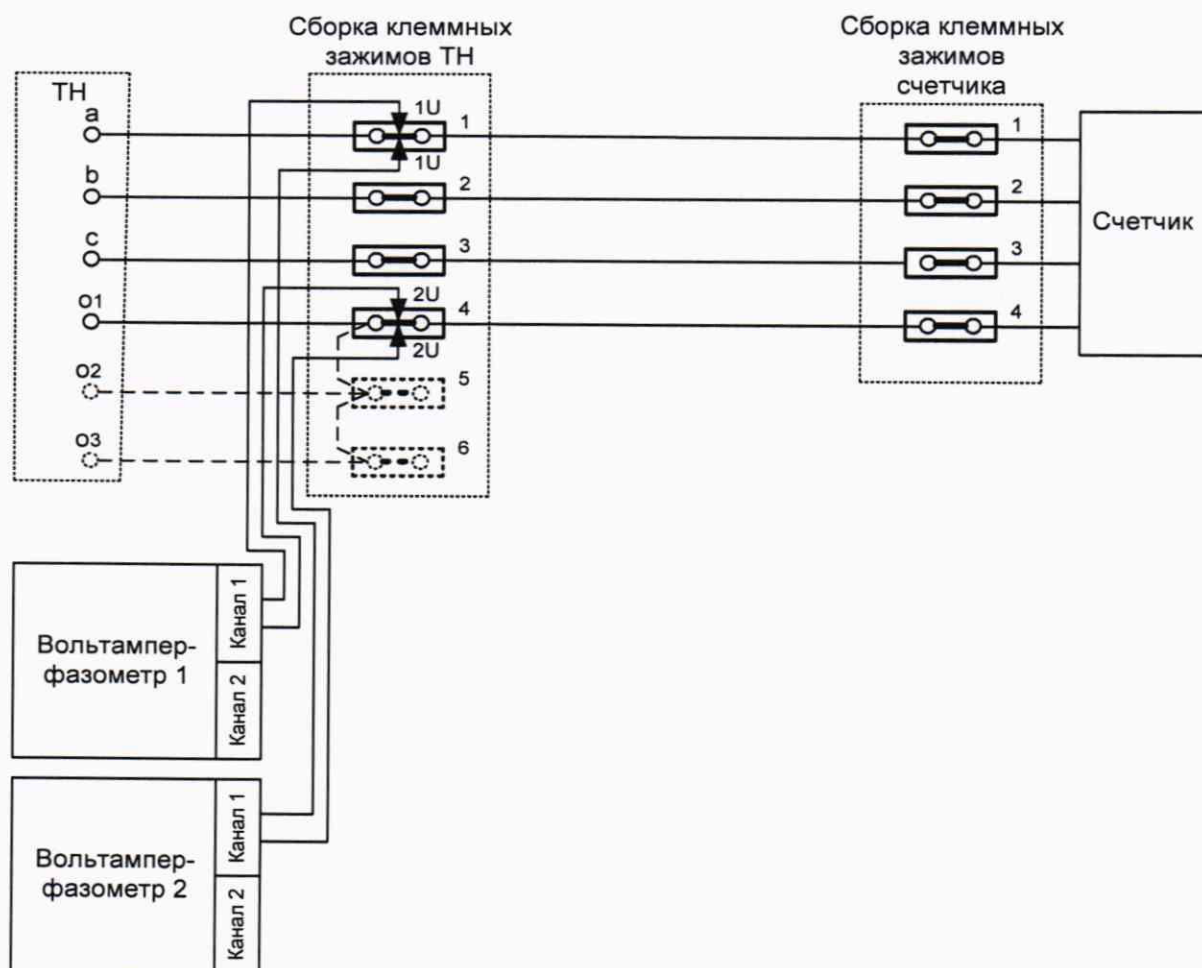 Сборка клеммных
зажимов ТН
Сборка клеммных
зажимов
счетчика
ТН
a
b
c
o1
o2
o3
1U
1
1U
2
3
2U
4
2U
5
6
1
2
3
4
Счетчик
Вольтампер-
фазометр 1
Канал 1
Канал 2
Вольтампер-
фазометр 2
Канал 1
Канал 2